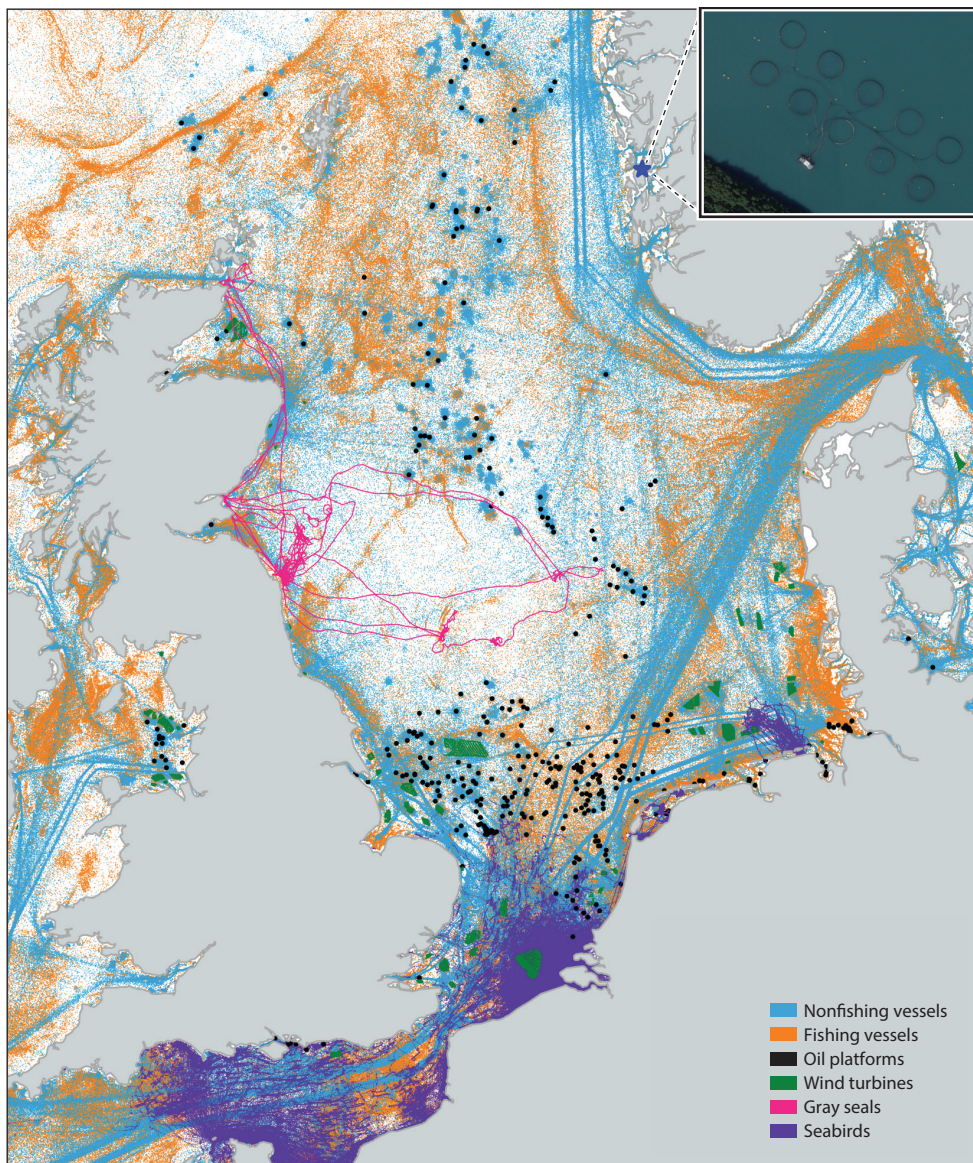 Nonfishing vessels
Fishing vessels
Oil platforms
Wind turbines
Gray seals
Seabirds